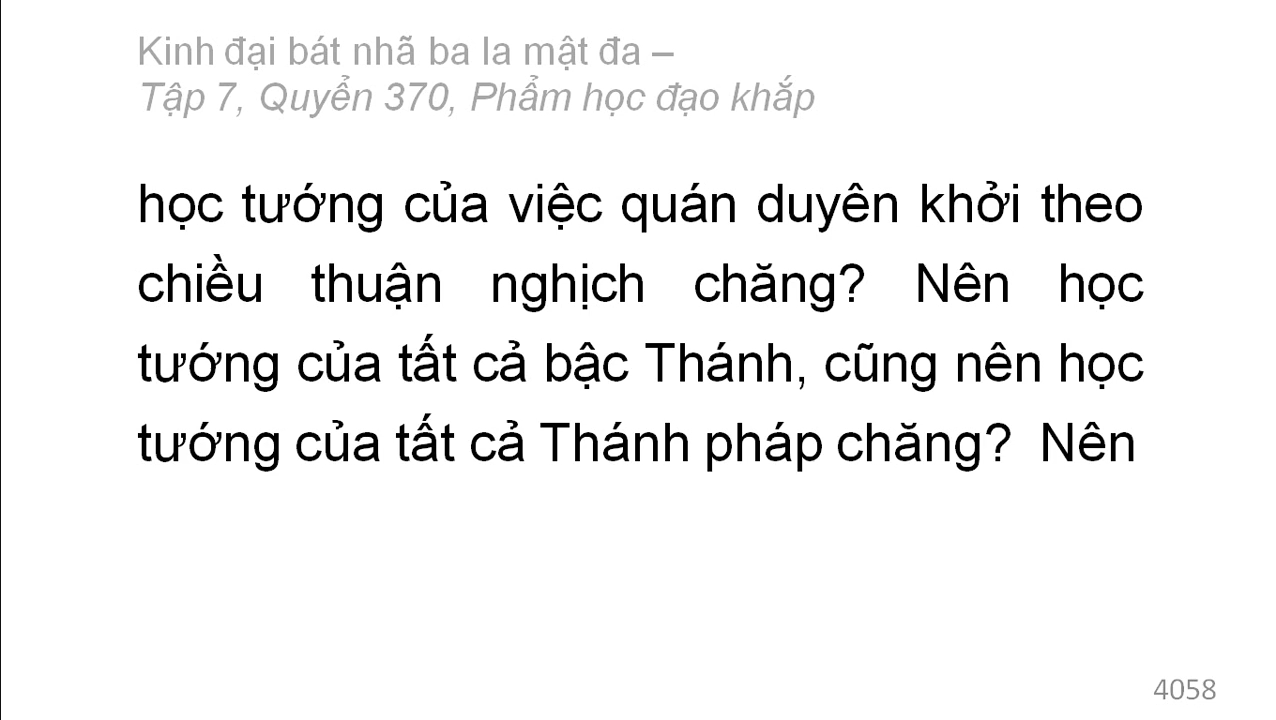 Kinh đại bát nhã ba la mật đa –
Tập 7, Quyển 370, Phẩm học đạo khắp
học tướng của việc quán duyên khởi theo
chiều thuận nghịch chăng? Nên học
tướng của tất cả bậc Thánh, cũng nên học
tướng của tất cả Thánh pháp chăng? Nên
4058